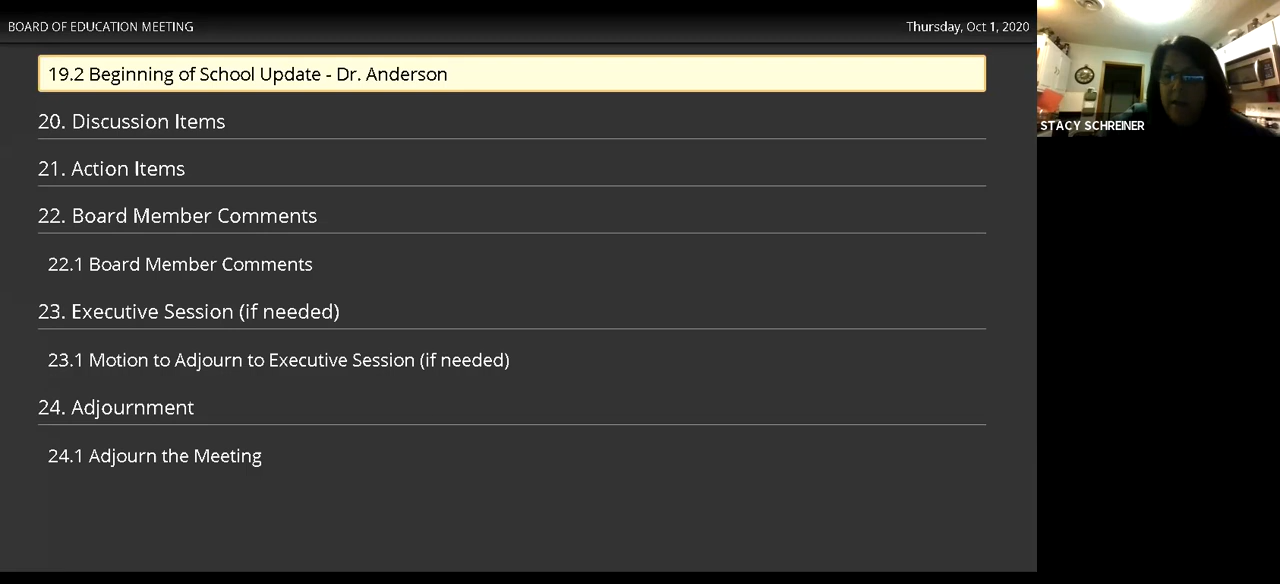 BOARD OF EDUCATION MEETING
Thursday, Oct 1, 2020
19.2 Beginning of School Update - Dr. Anderson
20. Discussion Items
21. Action Items
22. Board Member Comments
22.1 Board Member Comments
23. Executive Session (if needed)
23.1 Motion to Adjourn to Executive Session (if needed)
24. Adjournment
24.1 Adjourn the Meeting
STACY SCHREINER